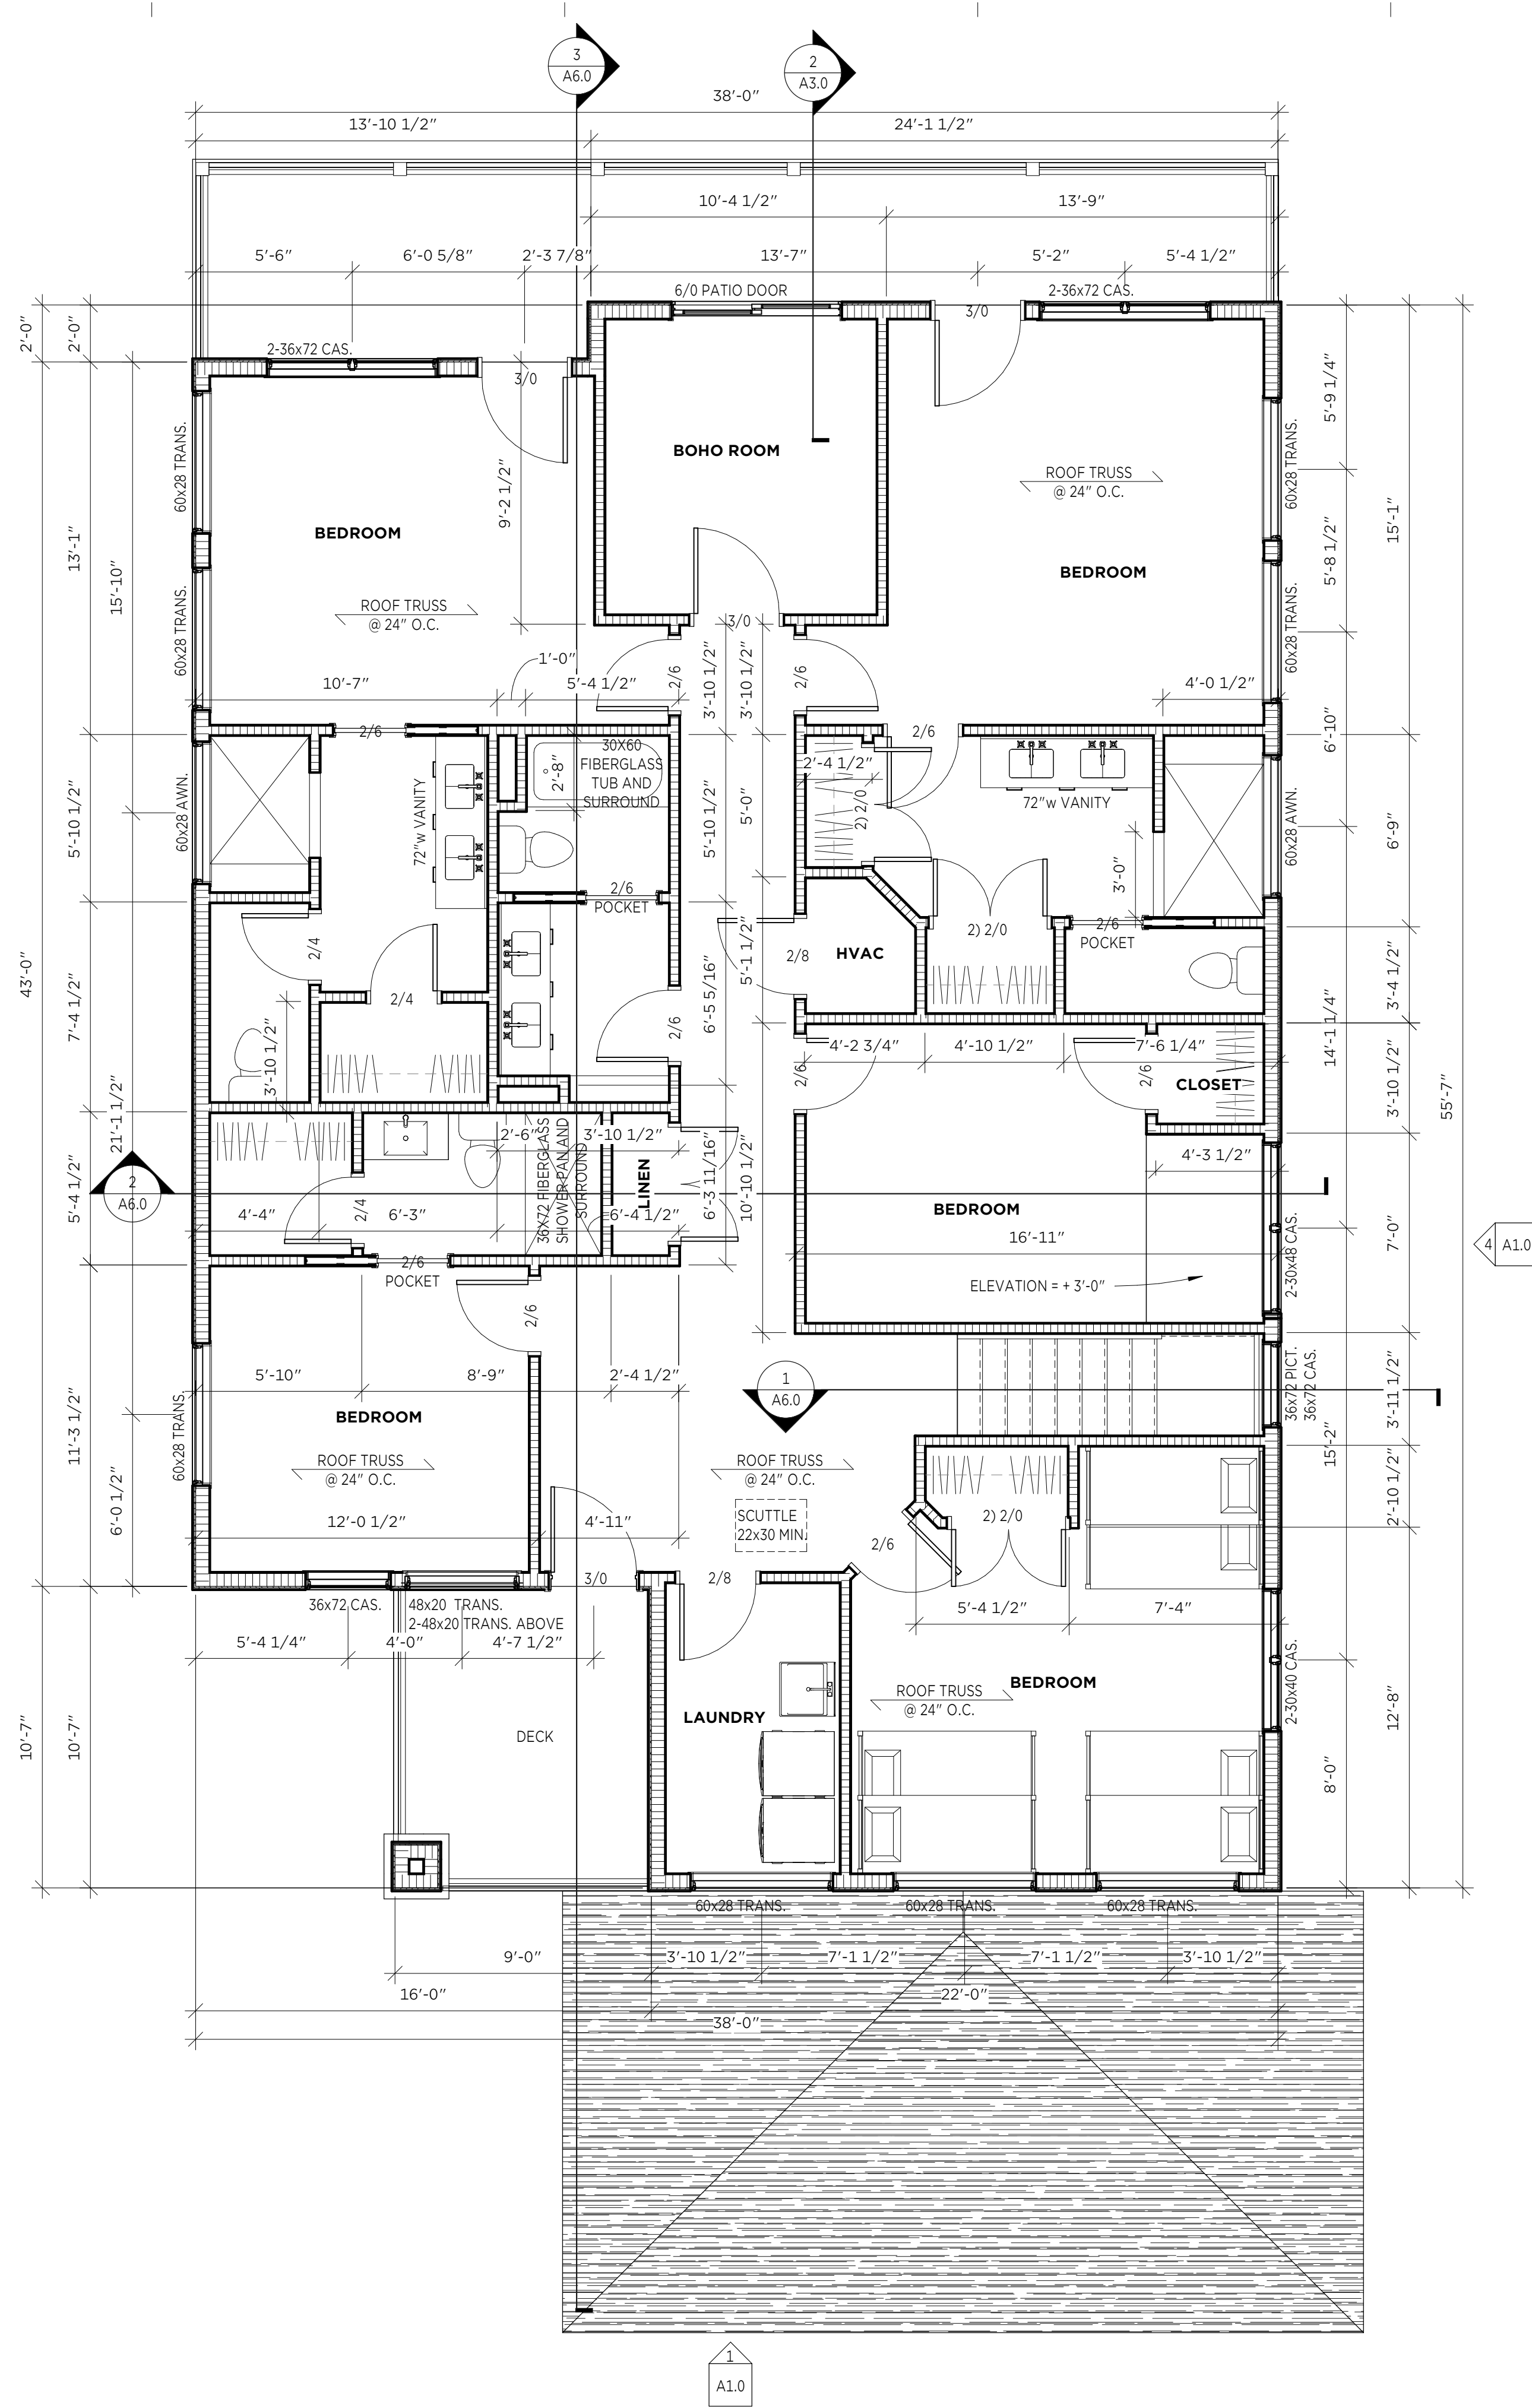 3
A6.0
2
A3.0
38'-0"
13'-10 1/2"
24'-1 1/2"
10'-4 1/2"
13'-9"
5'-6"
6'-0 5/8"
2'-3 7/8"
13'-7"
5'-2"
5'-4 1/2"
6/0 PATIO DOOR
2-36x72 CAS.
3/0
2'-0"
2'-0"
2-36x72 CAS.
3/0
5'-9 1/4"
60x28 TRANS.
BOHO ROOM
60x28 TRANS.
ROOF TRUSS
@ 24" O.C.
9'-2 1/2"
15'-1"
BEDROOM
13'-1"
5'-8 1/2"
BEDROOM
15'-10"
60x28 TRANS.
ROOF TRUSS
@ 24" O.C.
3/0
60x28 TRANS.
1'-0"
10'-7"
5'-4 1/2"
2/6
3'-10 1/2"
3'-10 1/2"
2/6
4'-0 1/2"
6'-10"
2/6
2/6
30X60
FIBERGLASS
TUB AND
SURROUND
2'-8"
2'-4 1/2"
2) 2/0
72"w VANITY
72"w VANITY
60x28 AWN.
60x28 AWN.
5'-10 1/2"
5'-10 1/2"
5'-0"
6'-9"
3'-0"
2/6
POCKET
2/6
POCKET
2) 2/0
HVAC
2/8
2/4
2/4
5'-1 1/2"
6'-5 5/16"
43'-0"
7'-4 1/2"
3'-10 1/2"
2/6
3'-4 1/2"
14'-1 1/4"
4'-2 3/4"
4'-10 1/2"
7'-6 1/4"
2/6
2/6
CLOSET
3'-10 1/2"
55'-7"
21'-1 1/2"
2'-6"
3'-10 1/2"
36X72 FIBERGLASS
SHOWER PAN AND
SURROUND
LINEN
6'-3 11/16"
10'-10 1/2"
4'-3 1/2"
2
A6.0
5'-4 1/2"
4'-4"
2/4
6'-3"
6'-4 1/2"
BEDROOM
16'-11"
2-30x48 CAS.
7'-0"
4
A1.0
2/6
POCKET
ELEVATION = + 3'-0"
2/6
5'-10"
8'-9"
2'-4 1/2"
1
A6.0
36x72 PICT.
36x72 CAS.
3'-11 1/2"
11'-3 1/2"
60x28 TRANS.
BEDROOM
15'-2"
ROOF TRUSS
@ 24" O.C.
ROOF TRUSS
@ 24" O.C.
6'-0 1/2"
2'-10 1/2"
12'-0 1/2"
4'-11"
SCUTTLE
22x30 MIN.
2) 2/0
2/6
3/0
2/8
36x72 CAS.
48x20 TRANS.
2-48x20 TRANS. ABOVE
5'-4 1/2"
7'-4"
5'-4 1/4"
4'-0"
4'-7 1/2"
2-30x40 CAS.
BEDROOM
ROOF TRUSS
@ 24" O.C.
LAUNDRY
DECK
10'-7"
10'-7"
12'-8"
8'-0"
60x28 TRANS.
60x28 TRANS.
60x28 TRANS.
9'-0"
3'-10 1/2"
7'-1 1/2"
7'-1 1/2"
3'-10 1/2"
16'-0"
22'-0"
38'-0"
1
A1.0